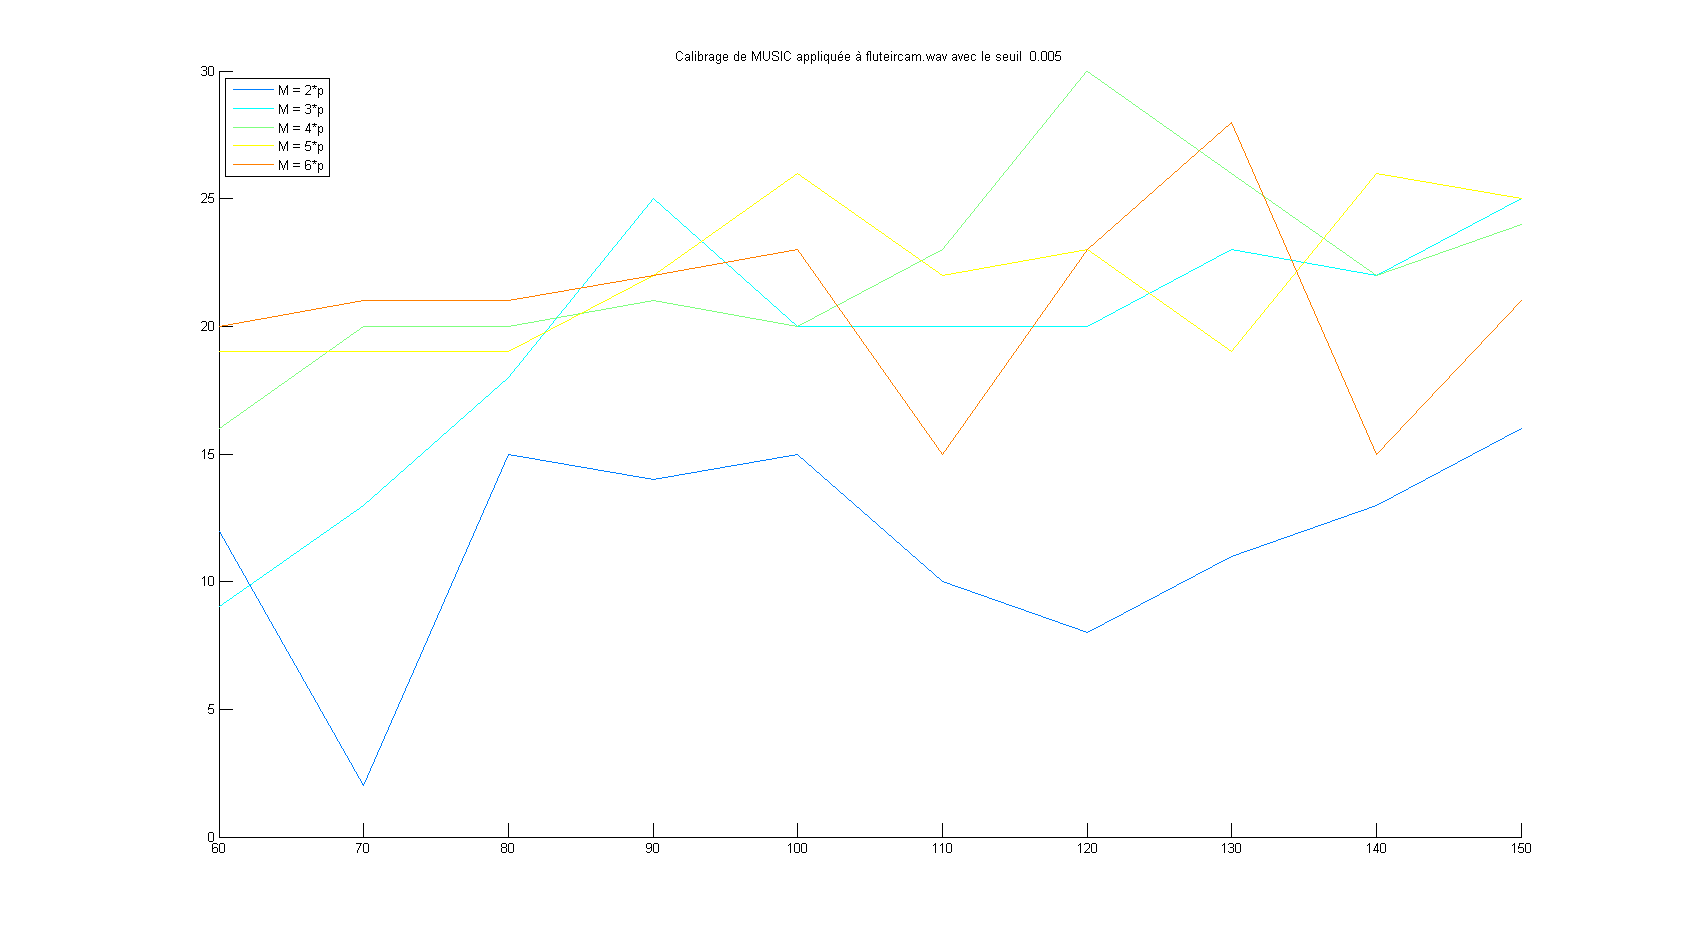 Calibrage de MUSIC appliquée à fluteircam.wav avec le seuil 0.005
30
M = 2*p
M = 3*p
M = 4*p
M = 5*p
M = 6*p
25
20
15
10
5
0
60 70 80 90 100 110 120 130 140 150